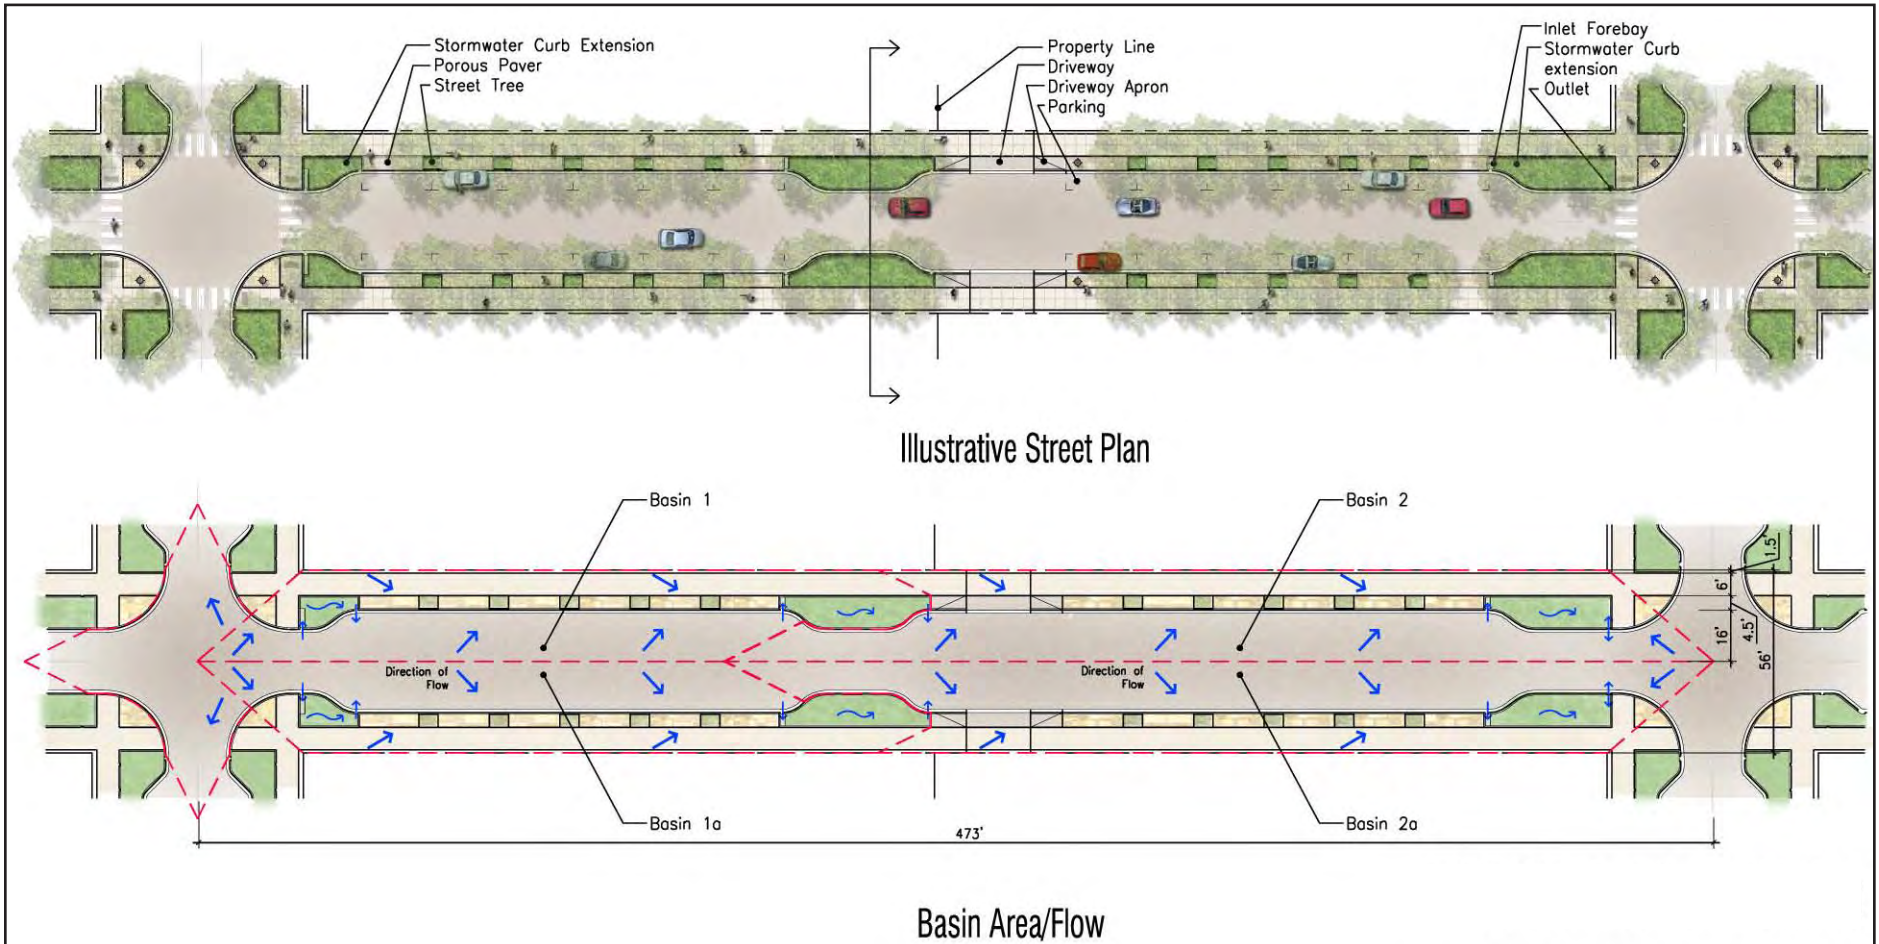 Stormwater Curb Extension
Porous Paver
Street Tree
Property Line
Driveway
Driveway Apron
Parking
Inlet Forebay
Stormwater Curb
extension
Outlet
Illustrative Street Plan
Basin 1
Basin 2
1.5'
6'
4.5'
16'
56'
Direction of
Flow
Direction of
Flow
Basin 1a
Basin 2a
473'
Basin Area/Flow